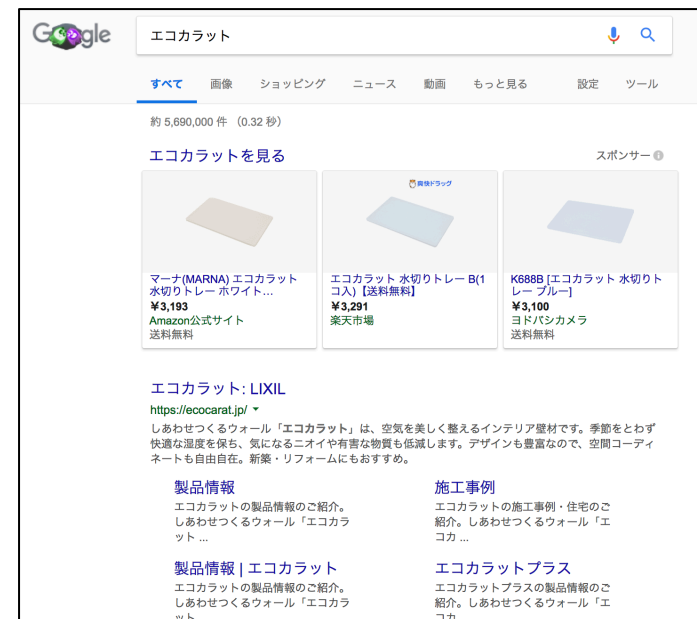 Google
エコカラット
すべて 画像 ショッピング ニュース 動画 もっと見る 設定 ツール
約 5,690,000 件 （0.32 秒）
エコカラットを見る スポンサー
爽快ドラッグ
マーナ(MARNA) エコカラット
水切りトレー ホワイト…
¥3,193
Amazon公式サイト
送料無料
エコカラット 水切りトレー B(1
コ入)【送料無料】
¥3,291
楽天市場
K688B [エコカラット 水切りト
レー ブルー]
¥3,100
ヨドバシカメラ
送料無料
エコカラット: LIXIL
https://ecocarat.jp/
しあわせつくるウォール「エコカラット」は、空気を美しく整えるインテリア壁材です。季節をとわず
快適な湿度を保ち、気になるニオイや有害な物質も低減します。デザインも豊富なので、空間コーディ
ネートも自由自在。新築・リフォームにもおすすめ。
製品情報
エコカラットの製品情報のご紹介。
しあわせつくるウォール「エコカラ
ット ...
施工事例
エコカラットの施工事例・住宅のご
紹介。しあわせつくるウォール「エ
コカ ...
製品情報 | エコカラット
エコカラットの製品情報のご紹介。
しあわせつくるウォール「エコカラ
ット
エコカラットプラス
エコカラットプラスの製品情報のご
紹介。しあわせつくるウォール「エ
コカ